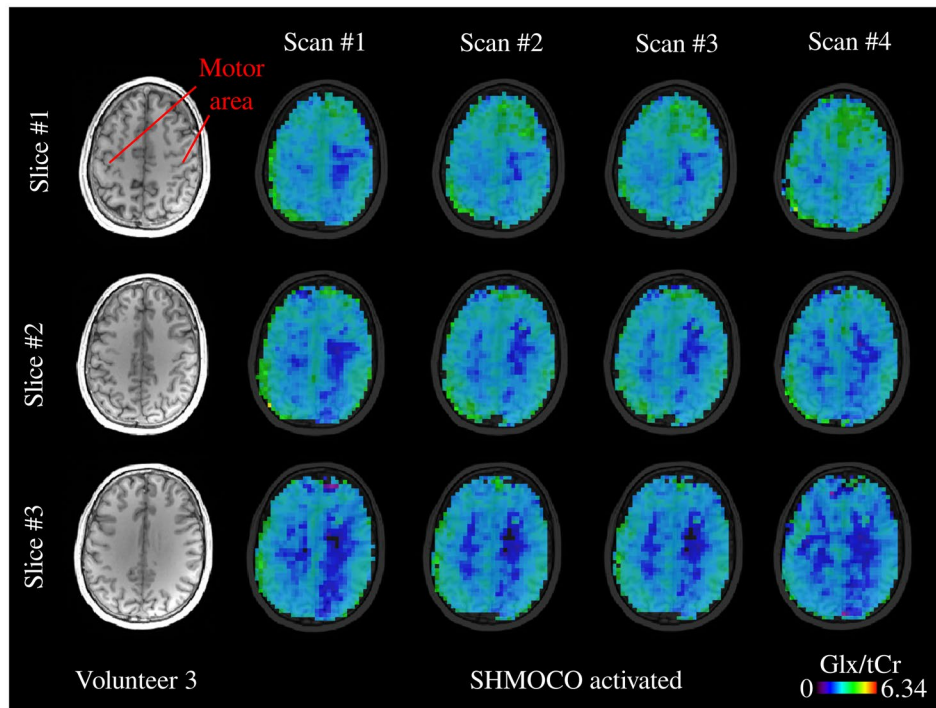 Scan #1 Scan #2 Scan #3 Scan #4
Motor
area
Slice #1
Slice #2
Slice #3
Volunteer 3
SHMOCO activated
Glx/tCr
0 6.34